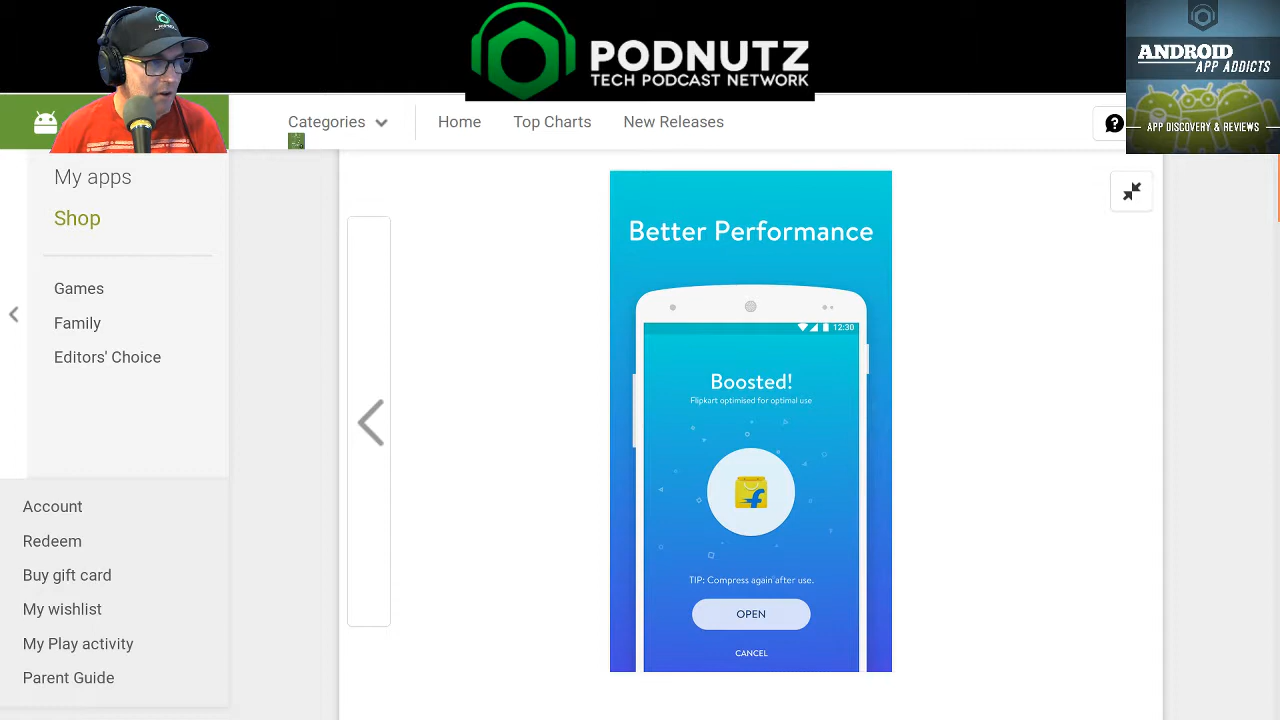 PODNUTZ
TECH PODCAST NETWORK
ANDROID
APP ADDICTS
APP DISCOVERY & REVIEWS
Categories
Home
Top Charts
New Releases
My apps
Shop
Games
Family
Editors' Choice
Account
Redeem
Buy gift card
My wishlist
My Play activity
Parent Guide
Better Performance
12:30
Boosted!
Flipkart optimised for optimal use
TIP: Compress again after use.
OPEN
CANCEL